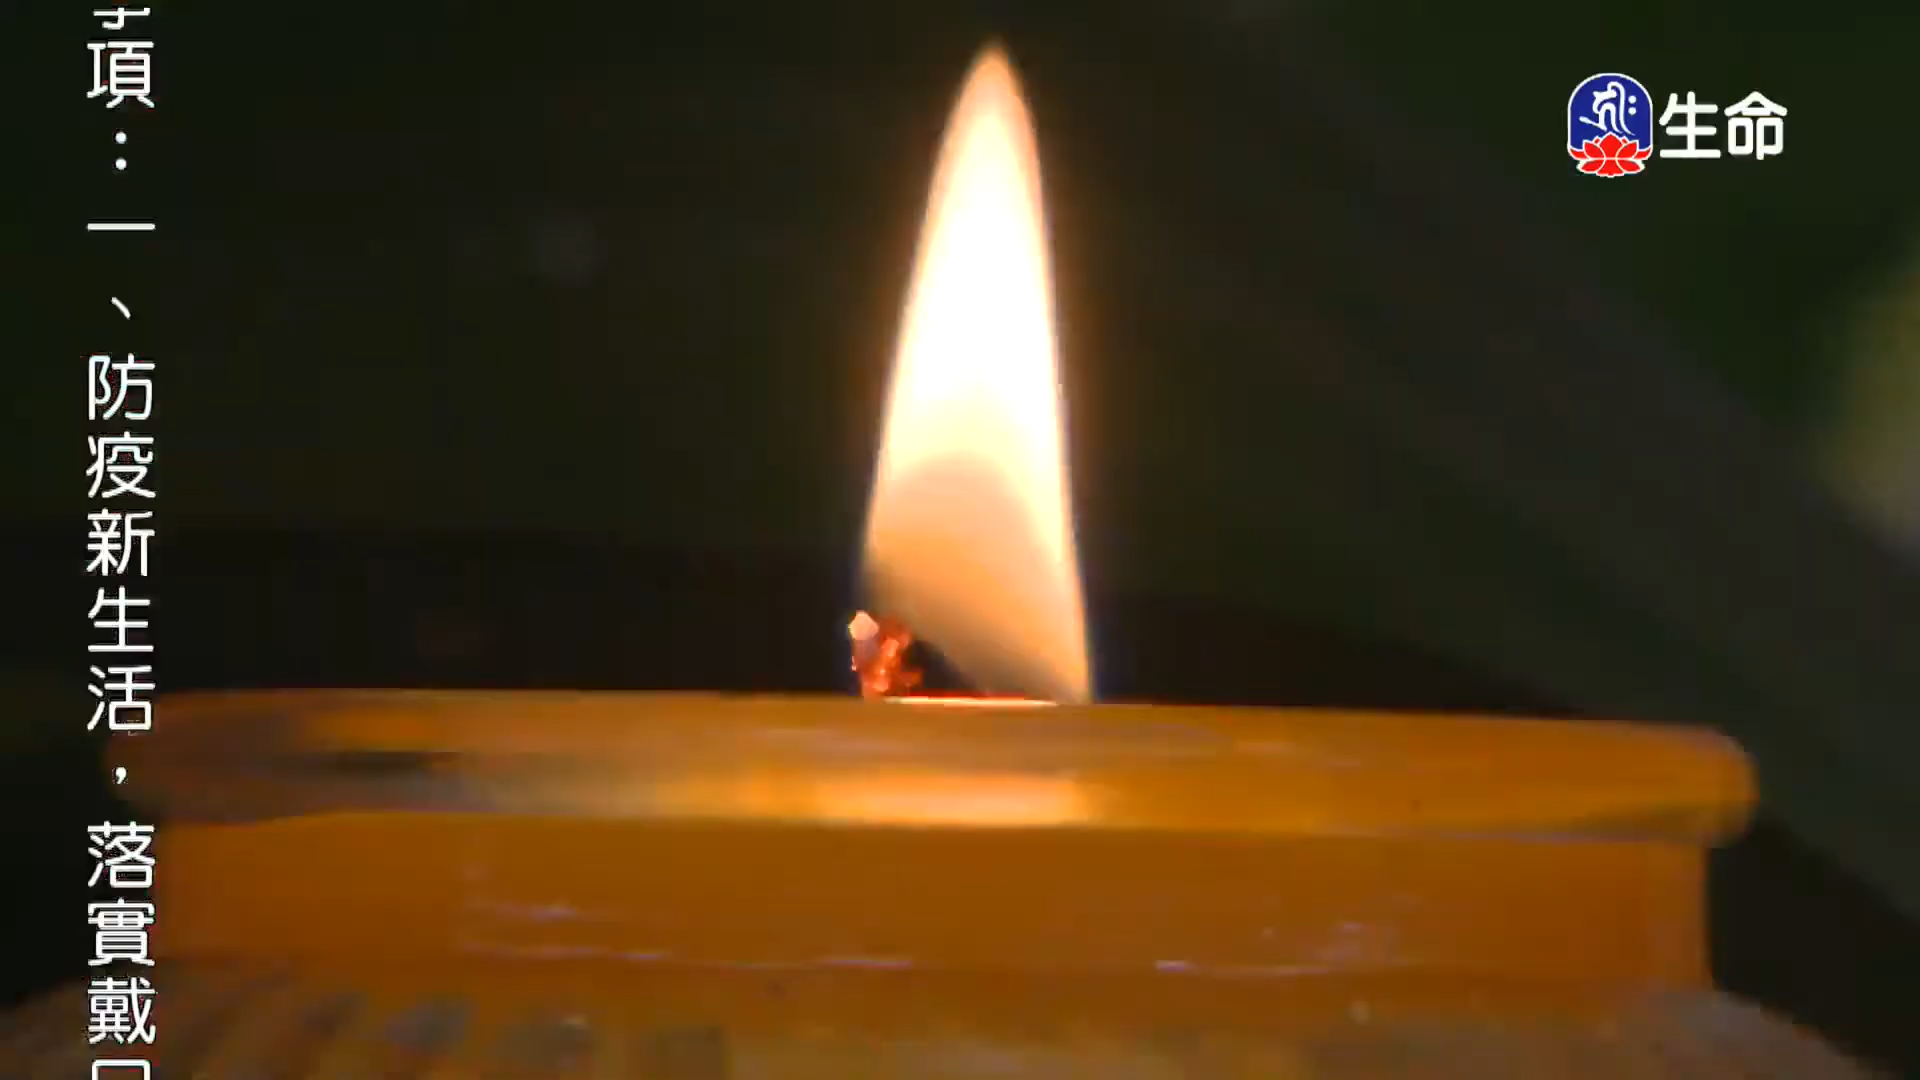 項：一、防疫新生活，落實戴
生命